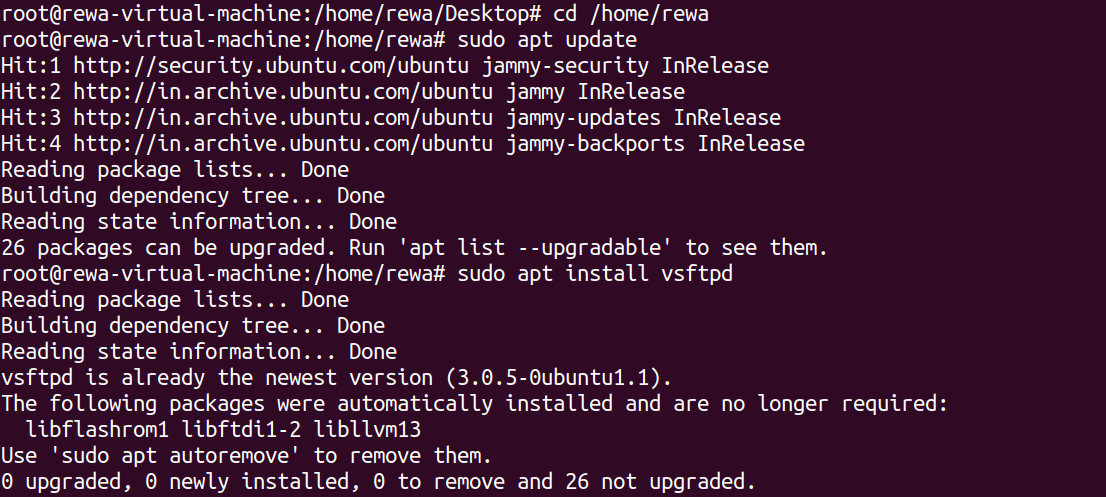 root@rewa-virtual-machine:/home/rewa/Desktop# cd /home/rewa
root@rewa-virtual-machine:/home/rewa# sudo apt update
Hit:1 http://security.ubuntu.com/ubuntu jammy-security InRelease
Hit:2 http://in.archive.ubuntu.com/ubuntu jammy InRelease
Hit:3 http://in.archive.ubuntu.com/ubuntu jammy-updates InRelease
Hit:4 http://in.archive.ubuntu.com/ubuntu jammy-backports InRelease
Reading package lists... Done
Building dependency tree... Done
Reading state information... Done
26 packages can be upgraded. Run 'apt list --upgradable' to see them.
root@rewa-virtual-machine:/home/rewa# sudo apt install vsftpd
Reading package lists... Done
Building dependency tree... Done
Reading state information... Done
vsftpd is already the newest version (3.0.5-0ubuntu1.1).
The following packages were automatically installed and are no longer required:
  libflashrom1 libftdi1-2 libllvm13
Use 'sudo apt autoremove' to remove them.
0 upgraded, 0 newly installed, 0 to remove and 26 not upgraded.